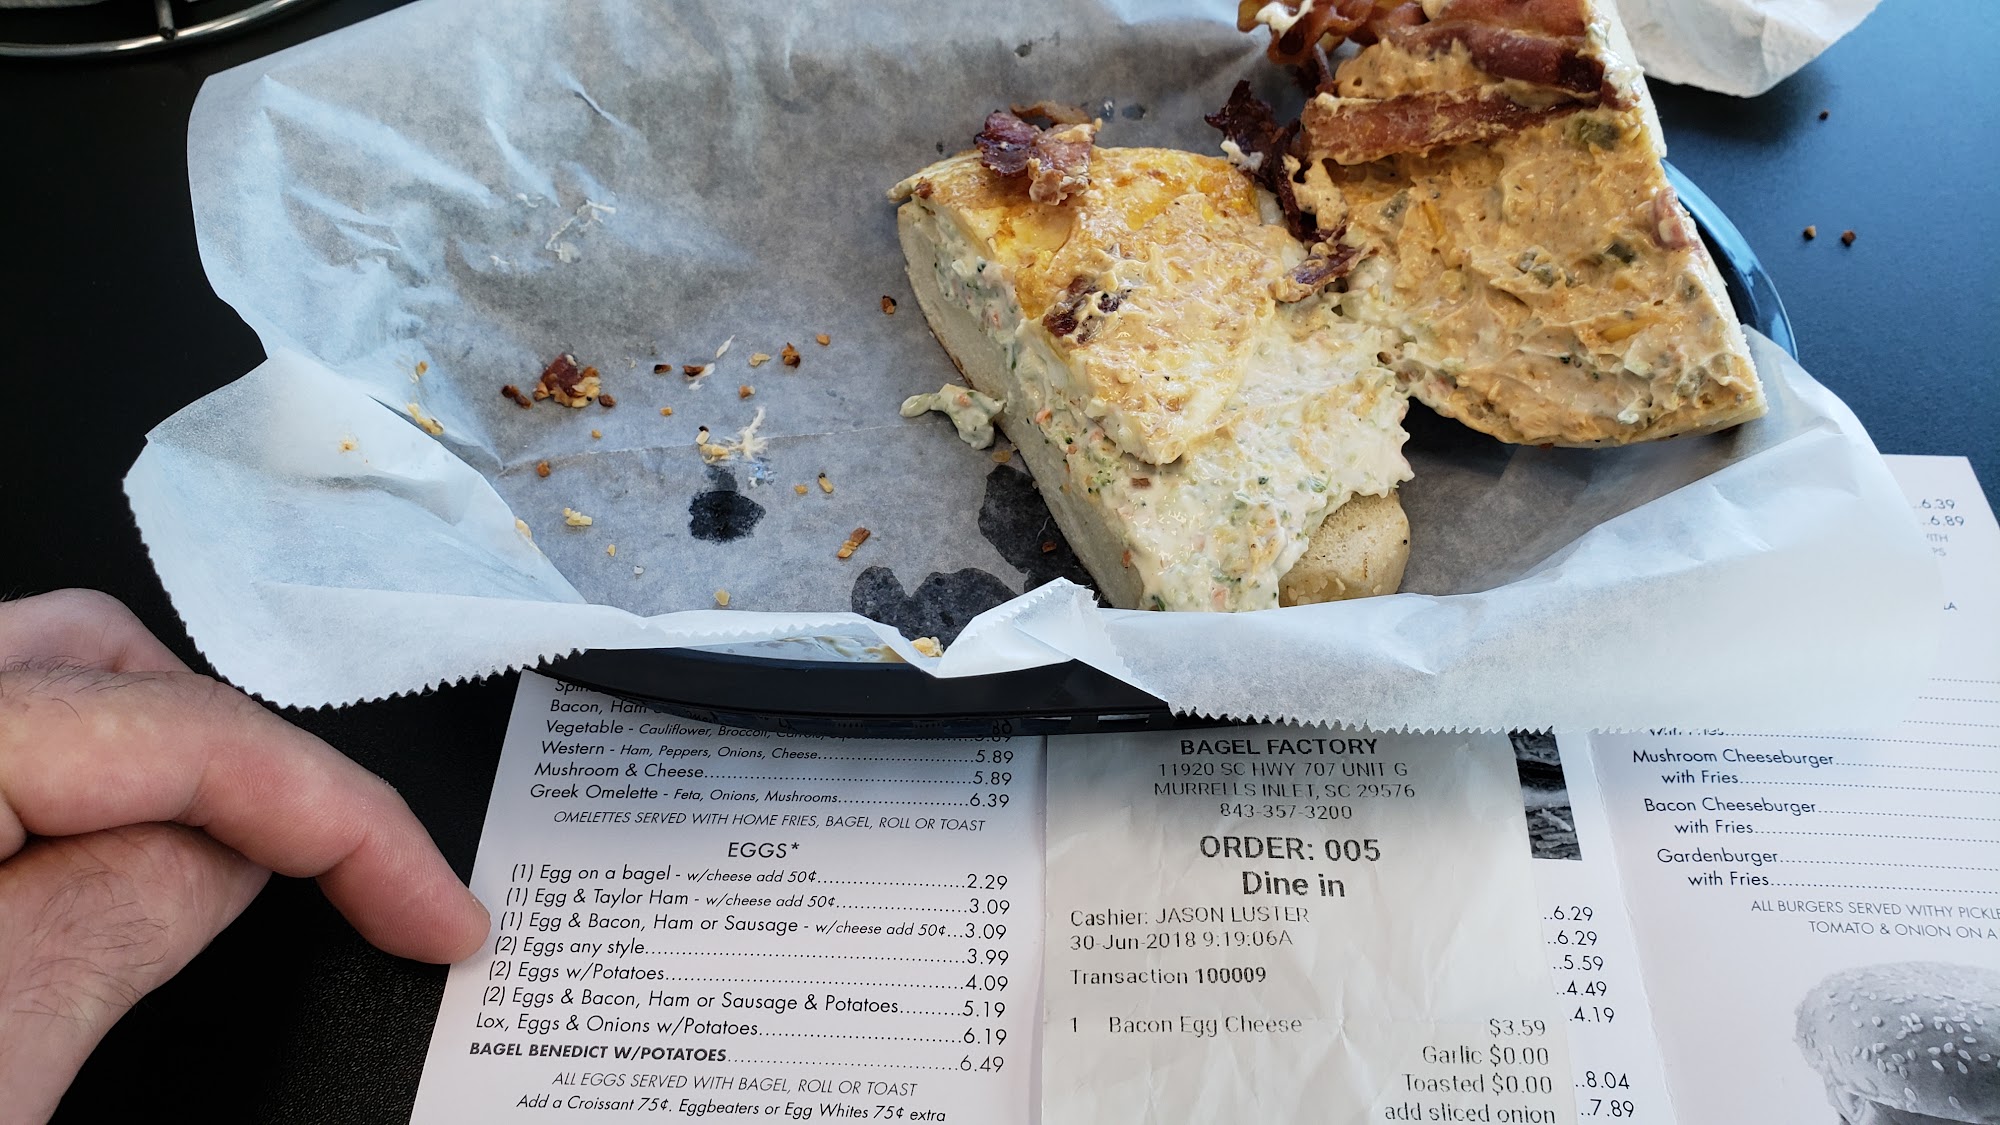 Bacon, Ham
Vegetable - Cauliflower, Broccoli, Carrots,
Western - Ham, Peppers, Onions, Cheese....................5.89
Mushroom & Cheese.......................................5.89
Greek Omelette - Feta, Onions, Mushrooms....................6.39
OMELETTES SERVED WITH HOME FRIES, BAGEL, ROLL OR TOAST
EGGS*
(1) Egg on a bagel - w/cheese add 50¢......................2.29
(1) Egg & Taylor Ham - w/cheese add 50¢....................3.09
(1) Egg & Bacon, Ham or Sausage - w/cheese add 50¢...3.09
(2) Eggs any style................................................3.99
(2) Eggs w/Potatoes.............................................4.09
(2) Eggs & Bacon, Ham or Sausage & Potatoes.........5.19
Lox, Eggs & Onions w/Potatoes..............................6.19
BAGEL BENEDICT W/POTATOES...................................6.49
ALL EGGS SERVED WITH BAGEL, ROLL OR TOAST
Add a Croissant 75¢. Eggbeaters or Egg Whites 75¢ extra
BAGEL FACTORY
11920 SC HWY 707 UNIT G
MURRELLS INLET, SC 29576
843-357-3200
ORDER: 005
Dine in
Cashier: JASON LUSTER
30-Jun-2018 9:19:06A
Transaction 100009
1 Bacon Egg Cheese $3.59
Garlic $0.00
Toasted $0.00
add sliced onion
..6.29
..6.29
..5.59
..4.49
.4.19
..8.04
..7.89
..6.39
..6.89
Mushroom Cheeseburger
with Fries
Bacon Cheeseburger
with Fries
Gardenburger
with Fries
ALL BURGERS SERVED WITHY PICKLE
TOMATO & ONION ON A